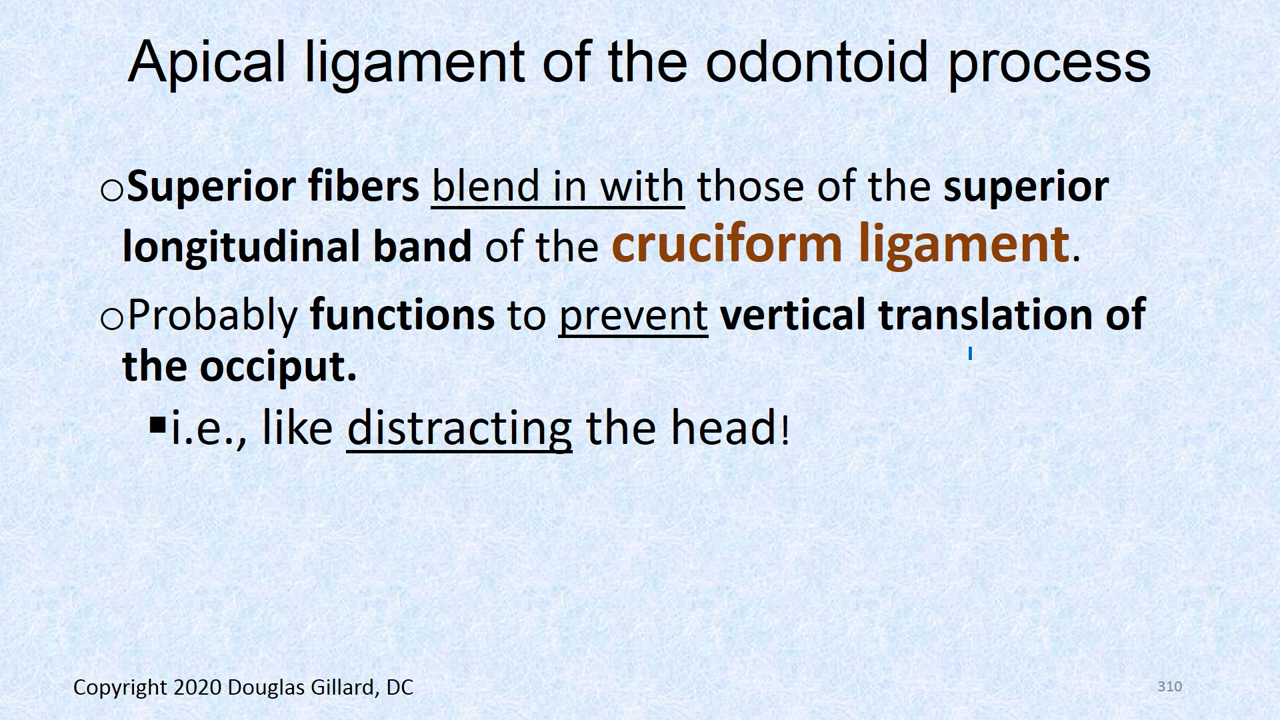 Apical ligament of the odontoid process
oSuperior fibers blend in with those of the superior
longitudinal band of the cruciform ligament.
oProbably functions to prevent vertical translation of
the occiput.
▪i.e., like distracting the head!
Copyright 2020 Douglas Gillard, DC
310